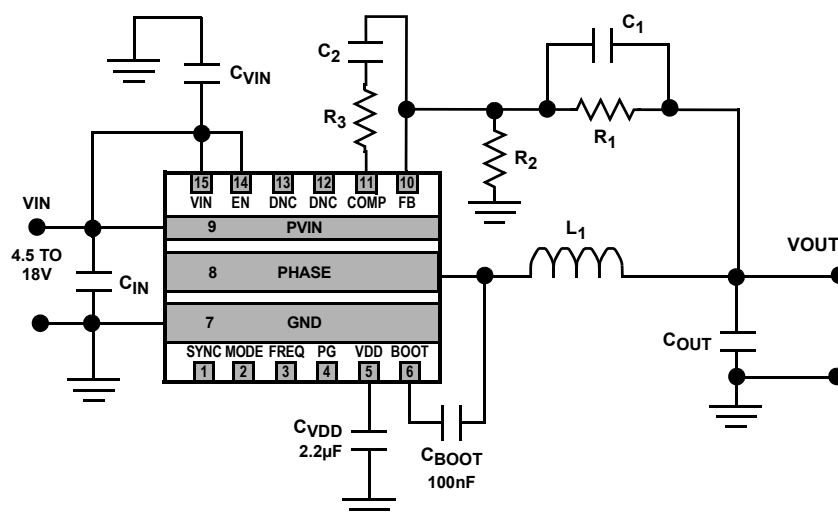 C1
C2
CVIN
R3
R1
R2
15 14 13 12 11 10
VIN EN DNC DNC COMP FB
VIN
9 PVIN
L1
VOUT
4.5 TO
18V
CIN
8 PHASE
7 GND
COUT
SYNC MODE FREQ PG VDD BOOT
1 2 3 4 5 6
CVDD
2.2µF
CBOOT
100nF